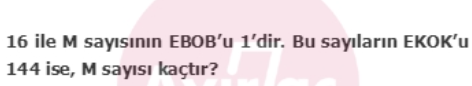 16 ile M sayısının EBOB’u 1’dir. Bu sayıların EKOK’u
144 ise, M sayısı kaçtır?